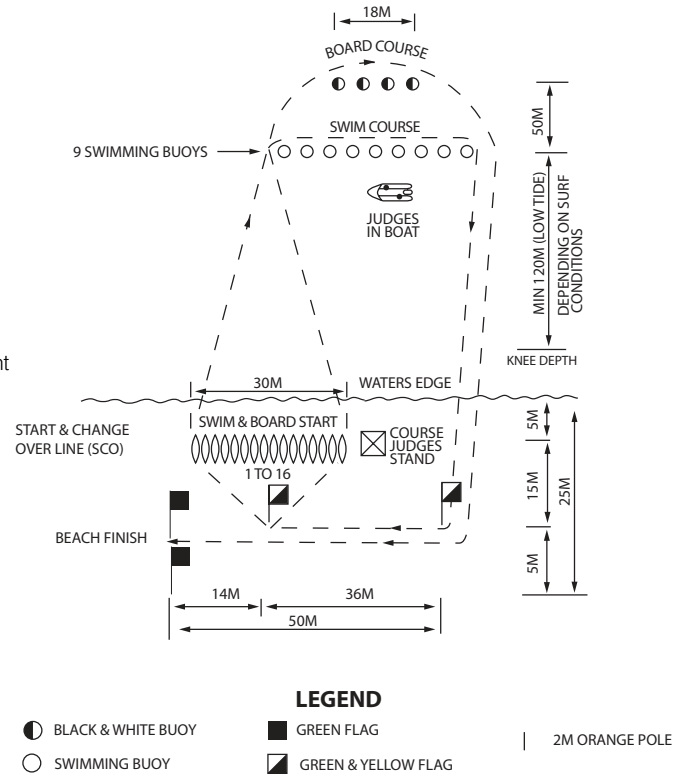 18M
BOARD COURSE
SWIM COURSE
9 SWIMMING BUOYS
50M
JUDGES
IN BOAT
MIN 120M (LOW TIDE)
DEPENDING ON SURF
CONDITIONS
KNEE DEPTH
nt
30M
WATERS EDGE
START & CHANGE
OVER LINE (SCO)
SWIM & BOARD START
COURSE
JUDGES
STAND
1 TO 16
5M
15M
25M
BEACH FINISH
5M
14M
36M
50M
LEGEND
BLACK & WHITE BUOY
GREEN FLAG
2M ORANGE POLE
SWIMMING BUOY
GREEN & YELLOW FLAG